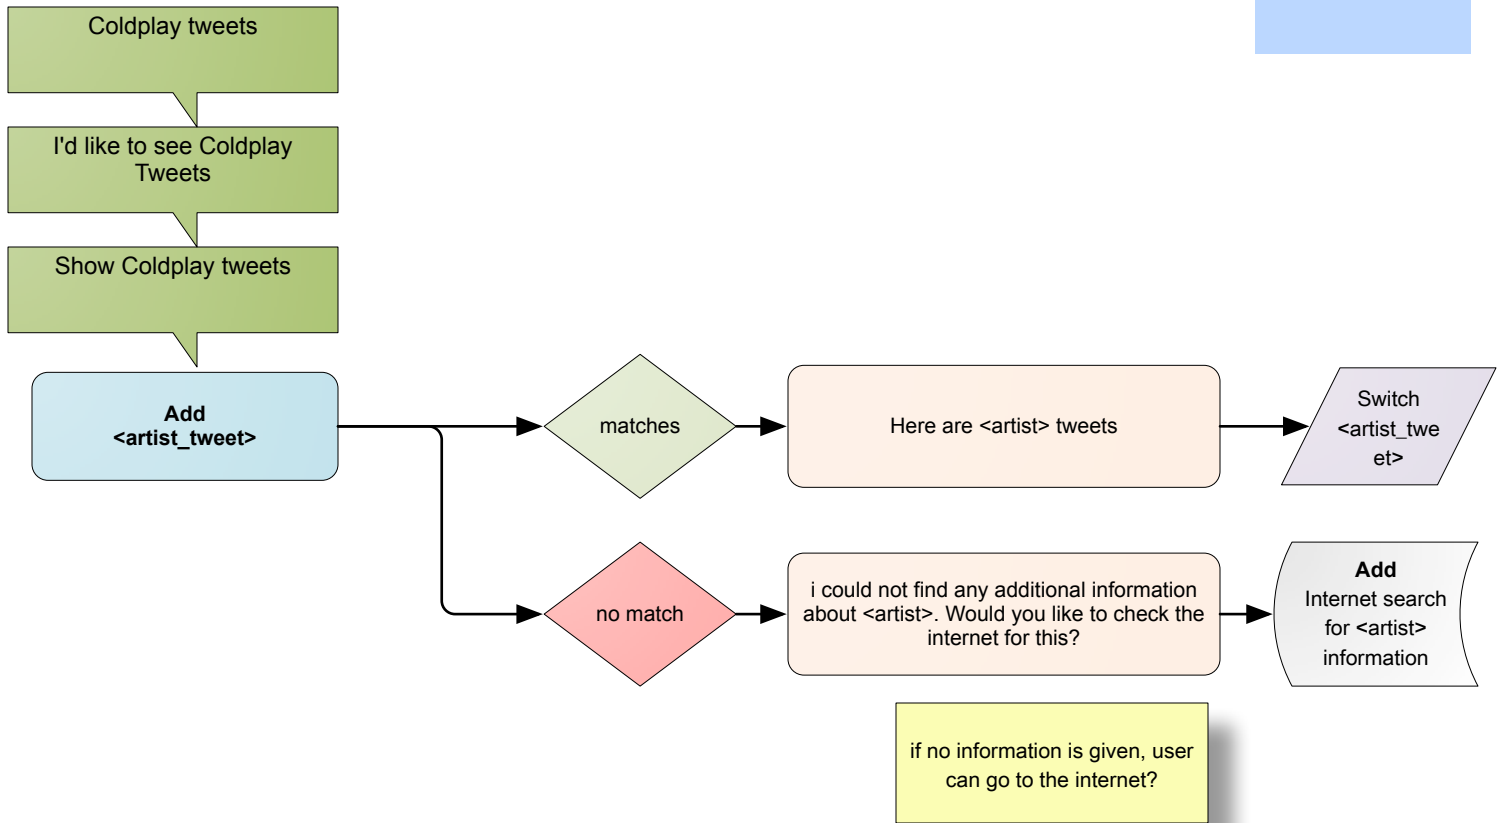 Coldplay tweets
I'd like to see Coldplay
Tweets
Show Coldplay tweets
Add
<artist_tweet>
matches
Here are <artist> tweets
Switch
<artist_twe
et>
no match
i could not find any additional information
about <artist>. Would you like to check the
internet for this?
Add
Internet search
for <artist>
information
if no information is given, user
can go to the internet?